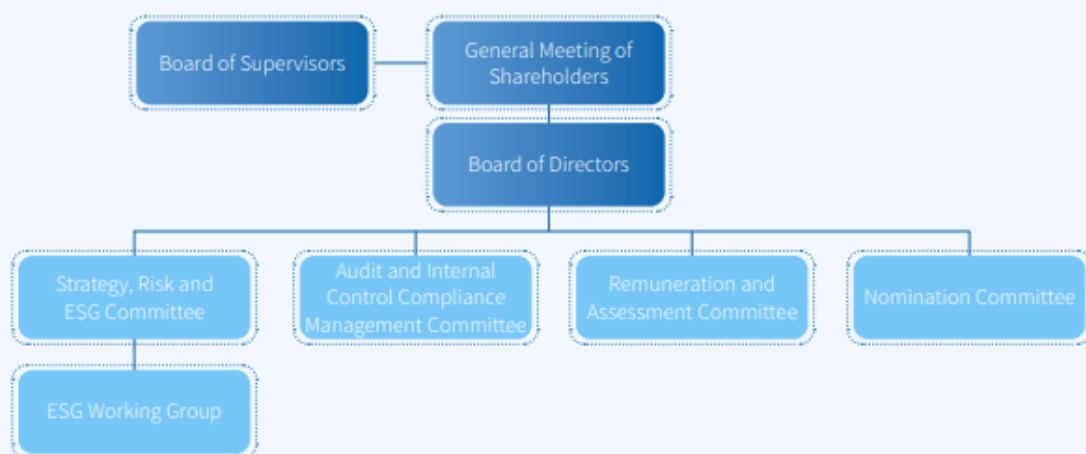 Board of Supervisors
General Meeting of
Shareholders
Board of Directors
Strategy, Risk and
ESG Committee
Audit and Internal
Control Compliance
Management Committee
Remuneration and
Assessment Committee
Nomination Committee
ESG Working Group